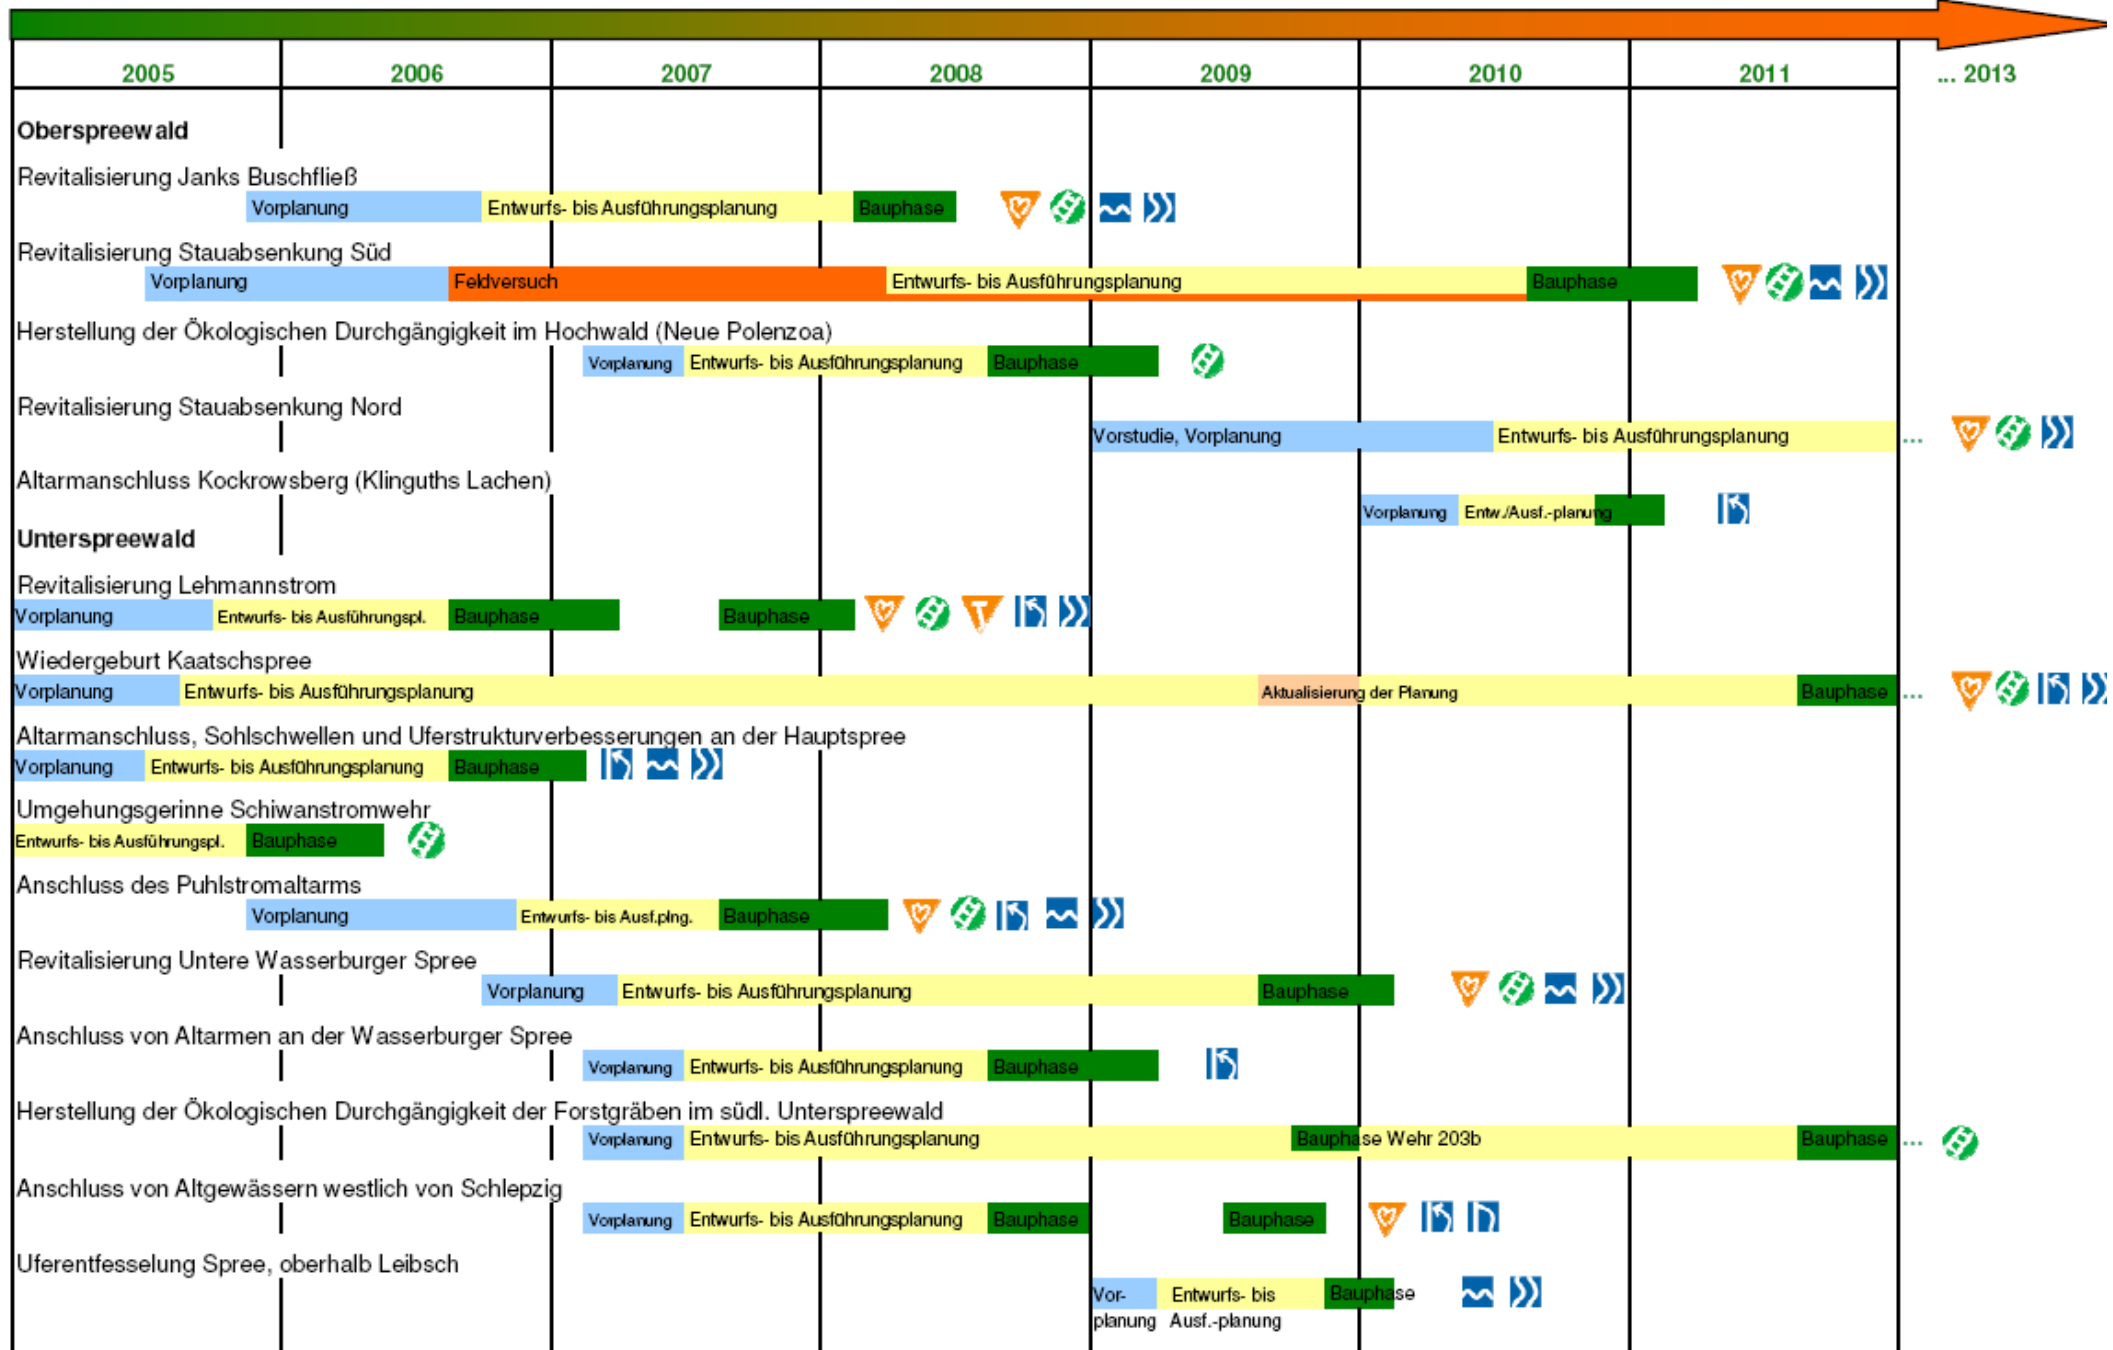 2005 2006 2007 2008 2009 2010 2011 ... 2013
Oberspreewald
Revitalisierung Janks Buschfließ
Vorplanung Entwurfs- bis Ausführungsplanung Bauphase
Revitalisierung Stauabsenkung Süd
Vorplanung Feldversuch Entwurfs- bis Ausführungsplanung Bauphase
Herstellung der Ökologischen Durchgängigkeit im Hochwald (Neue Polenzoa)
Vorplanung Entwurfs- bis Ausführungsplanung Bauphase
Revitalisierung Stauabsenkung Nord
Vorstudie, Vorplanung Entwurfs- bis Ausführungsplanung ...
Altarmanschluss Kockrowsberg (Klinguths Lachen)
Vorplanung Entw./Ausf.-planung
Unterspreewald
Revitalisierung Lehmannstrom
Vorplanung Entwurfs- bis Ausführungspl. Bauphase Bauphase
Wiedergeburt Kaatschspree
Vorplanung Entwurfs- bis Ausführungsplanung Aktualisierung der Planung Bauphase ...
Altarmanschluss, Sohlschwellen und Uferstrukturverbesserungen an der Hauptspree
Vorplanung Entwurfs- bis Ausführungsplanung Bauphase
Umgehungsgerinne Schiwanstromwehr
Entwurfs- bis Ausführungspl. Bauphase
Anschluss des Puhlstromaltarms
Vorplanung Entwurfs- bis Ausf.plng. Bauphase
Revitalisierung Untere Wasserburger Spree
Vorplanung Entwurfs- bis Ausführungsplanung Bauphase
Anschluss von Altarmen an der Wasserburger Spree
Vorplanung Entwurfs- bis Ausführungsplanung Bauphase
Herstellung der Ökologischen Durchgängigkeit der Forstgräben im südl. Unterspreewald
Vorplanung Entwurfs- bis Ausführungsplanung Bauphase Wehr 203b Bauphase ...
Anschluss von Altgewässern westlich von Schlepzig
Vorplanung Entwurfs- bis Ausführungsplanung Bauphase Bauphase
Uferentfesselung Spree, oberhalb Leibsch
Vor- Entwurfs- bis Bauphase
planung Ausf.-planung